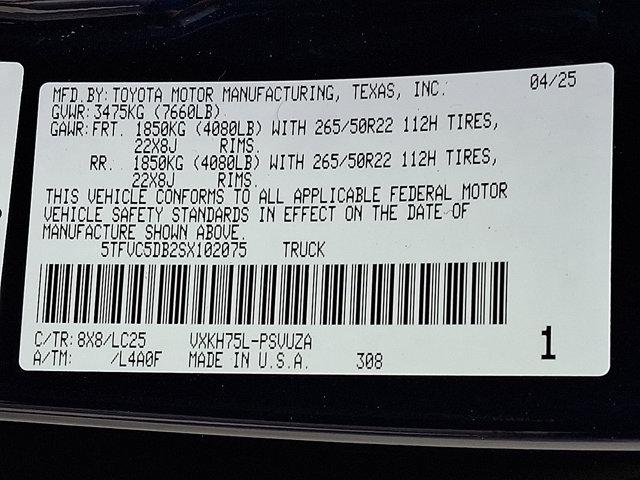 MFD.BY:TOYOTA MOTOR MANUFACTURING, TEXAS, INC. 04/25
GVWR:3475KG (7660LB)
GAWR:FRT. 1850KG (4080LB) WITH 265/50R22 112H TIRES,
22X8J RIMS.
RR. 1850KG (4080LB) WITH 265/50R22 112H TIRES,
22X8J RIMS.
THIS VEHICLE CONFORMS TO ALL APPLICABLE FEDERAL MOTOR
VEHICLE SAFETY STANDARDS IN EFFECT ON THE DATE OF
MANUFACTURE SHOWN ABOVE.
5TFVC5DB2SX102075 TRUCK
C/TR:8X8/LC25 VXKH75L-PSVUZA
A/TM: /L4A0F MADE IN U.S.A. 308
1